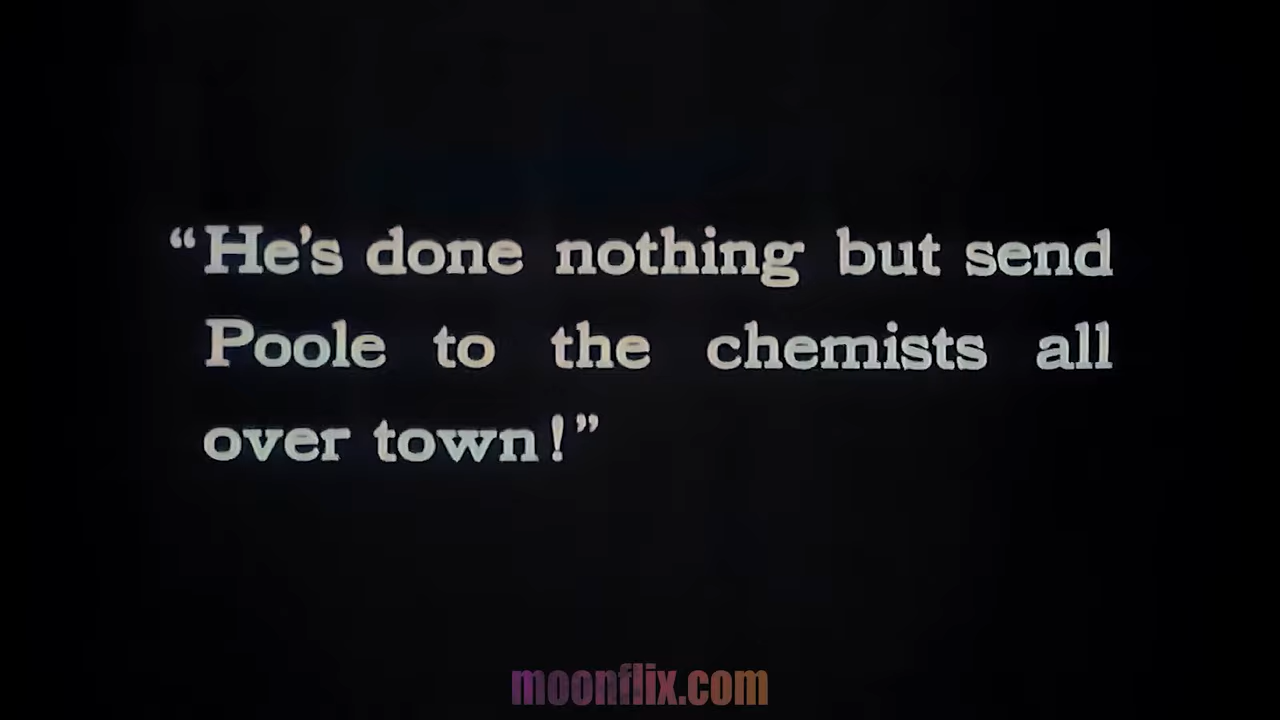 “He’s done nothing but send
Poole to the chemists all
over town!”
moonflix.com